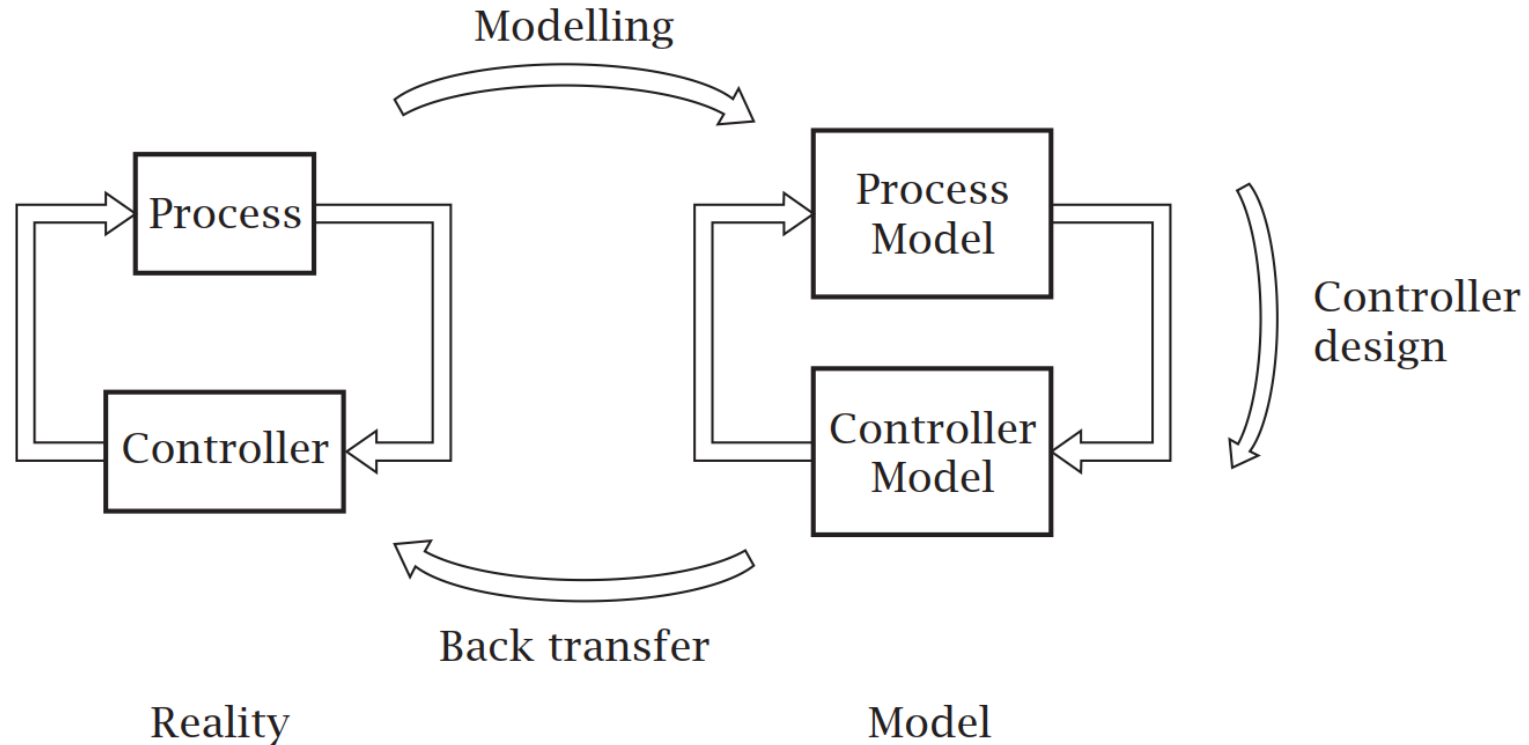 Modelling
Process
Process
Model
Controller
design
Controller
Controller
Model
Back transfer
Reality
Model